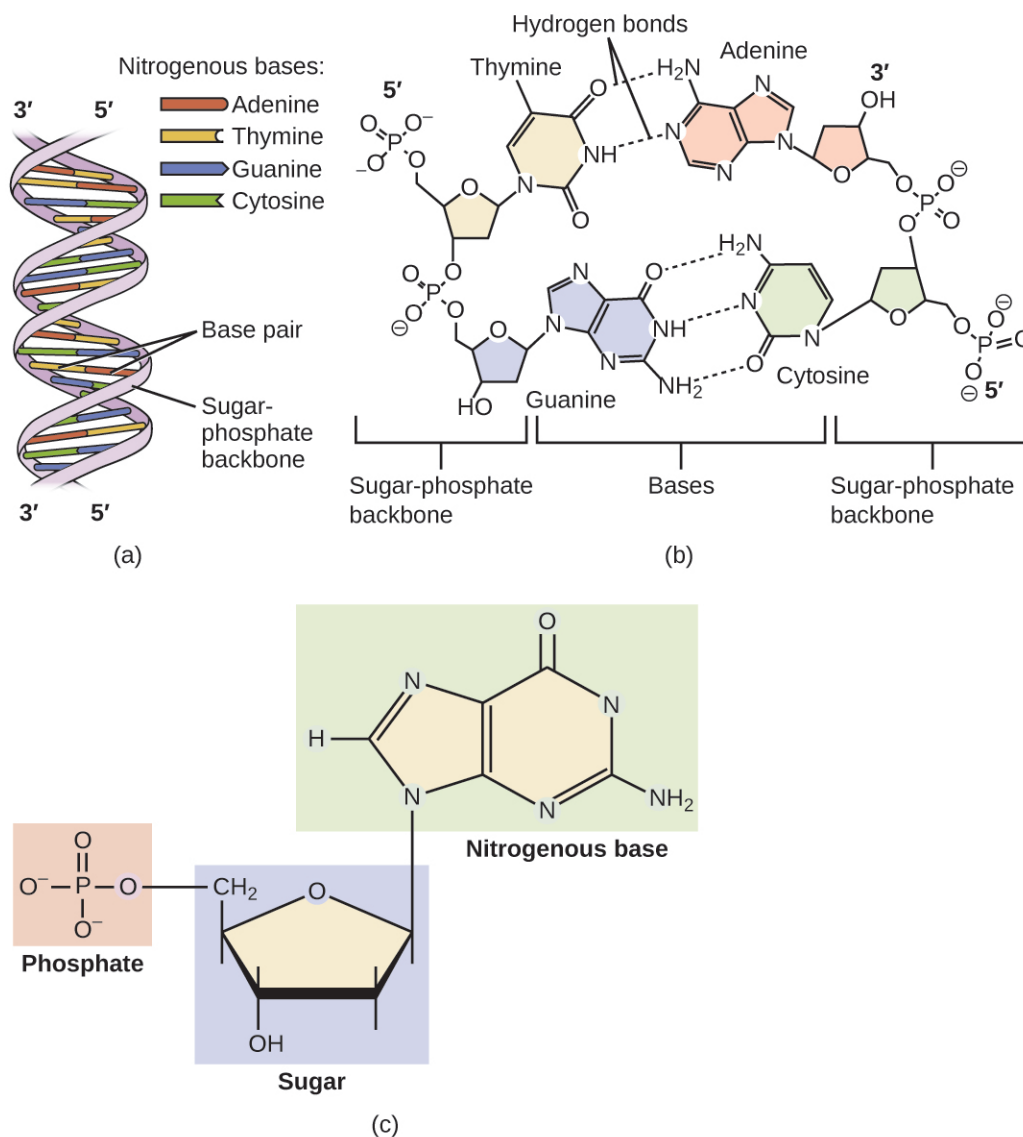 Nitrogenous bases:
3′ 5′
Adenine
Thymine
Guanine
Cytosine
Base pair
Sugar-
phosphate
backbone
3′ 5′
(a)
Hydrogen bonds
Thymine
Adenine
5′
3′
O
O
H₂N
N
OH
O⁻
P
–O
O
O
N
NH
N
N
N
N
O
O
O
P
O
⊖
O
O
O
P
O
⊖
O
O
O
N
O
H₂N
N
N
NH
N
N
NH₂
O
N
Cytosine
O
O
P
O
O
⊖
⊖
5′
HO
Guanine
Sugar-phosphate
backbone
Bases
Sugar-phosphate
backbone
(b)
O
N
N
H
N
N
NH₂
Nitrogenous base
O
O⁻ P O
O⁻
Phosphate
CH₂
O
OH
Sugar
(c)